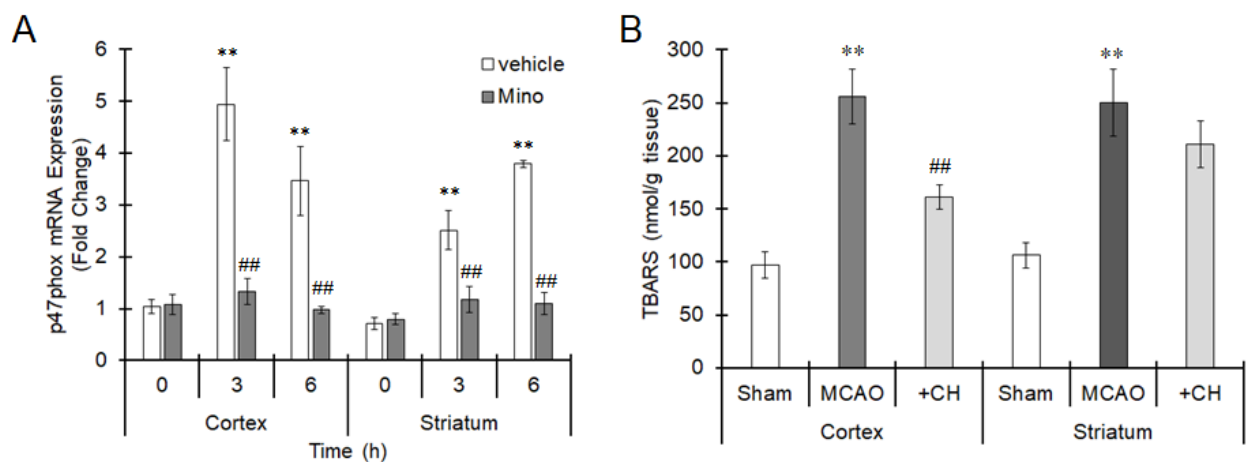 A
p47phox mRNA Expression
(Fold Change)
6
5
4
3
2
1
0
**
**
**
**
##
##
##
##
vehicle
Mino
0 3 6 0 3 6
Cortex Striatum
Time (h)
B
TBARS (nmol/g tissue)
300
250
200
150
100
50
0
**
##
**
Sham MCAO +CH Sham MCAO +CH
Cortex Striatum